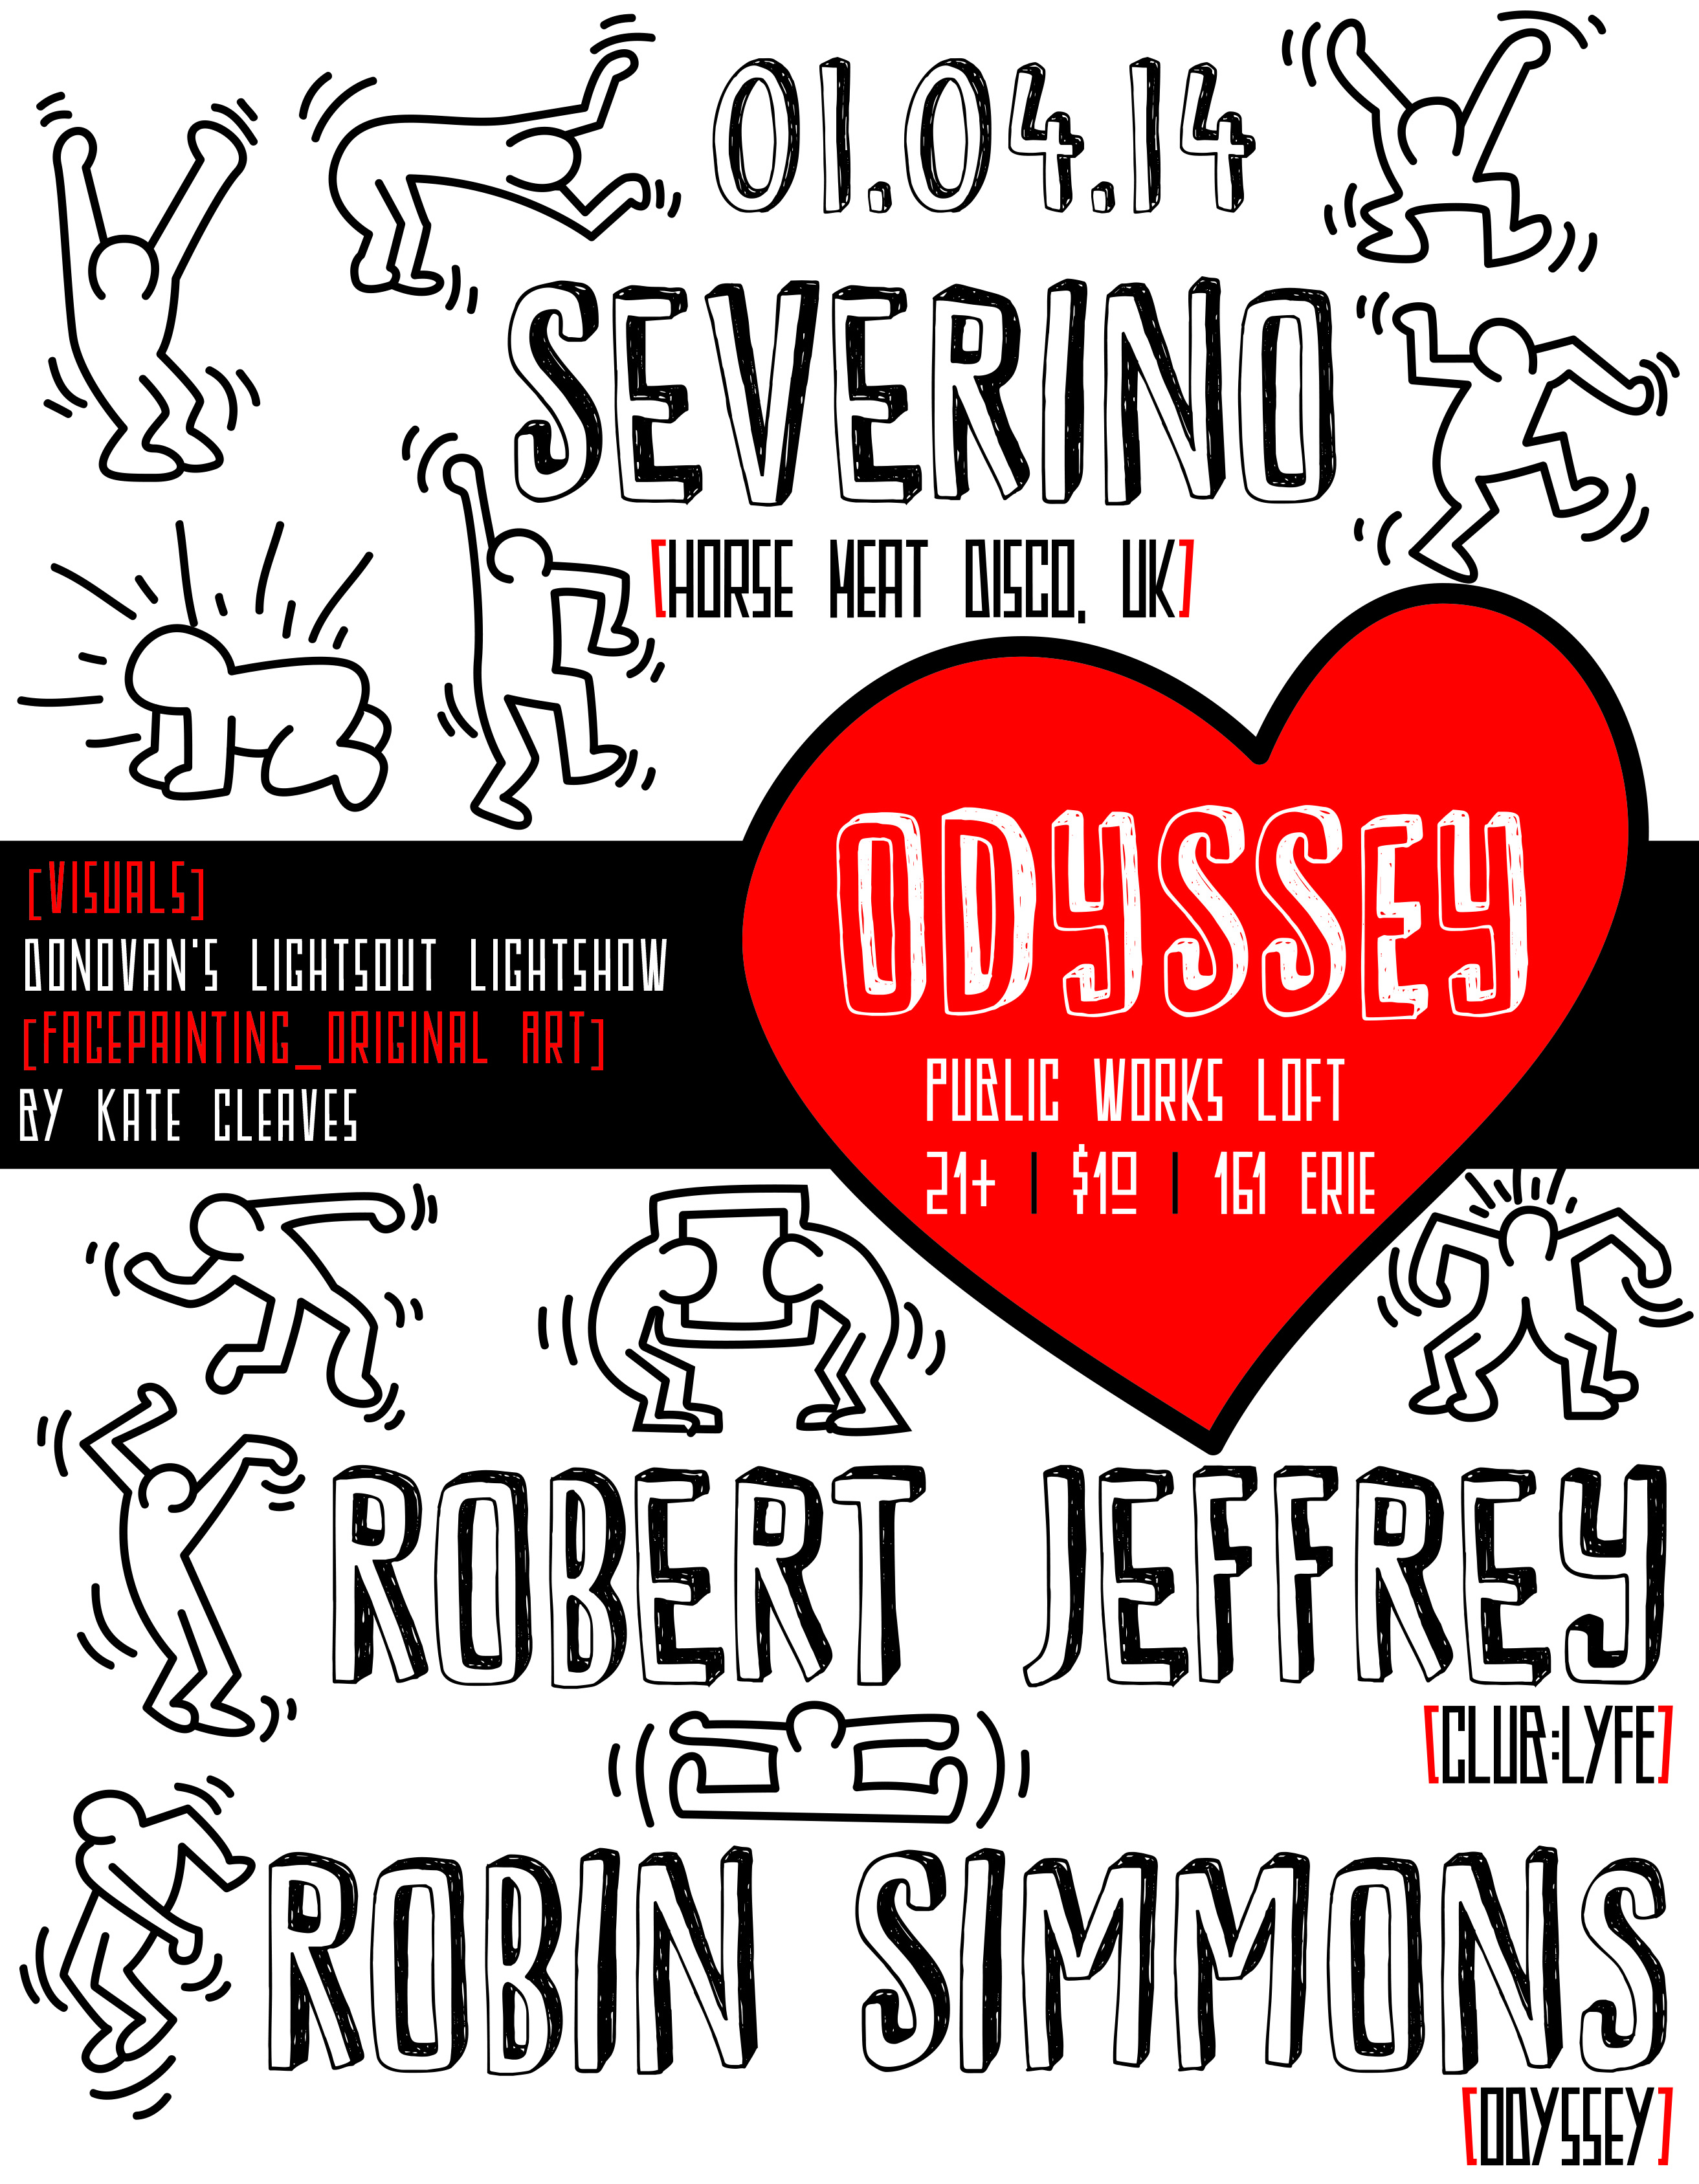 01.04.14
SEVERINO
[HORSE MEAT DISCO, UK]
ODYSSEY
PUBLIC WORKS LOFT
21+ | $10 | 161 ERIE
[VISUALS]
DONOVAN'S LIGHTSOUT LIGHTSHOW
[FACEPAINTING_ORIGINAL ART]
BY KATE CLEAVES
ROBERT JEFFREY
[CLUB:LYFE]
ROBIN SIMMONS
[ODYSSEY]